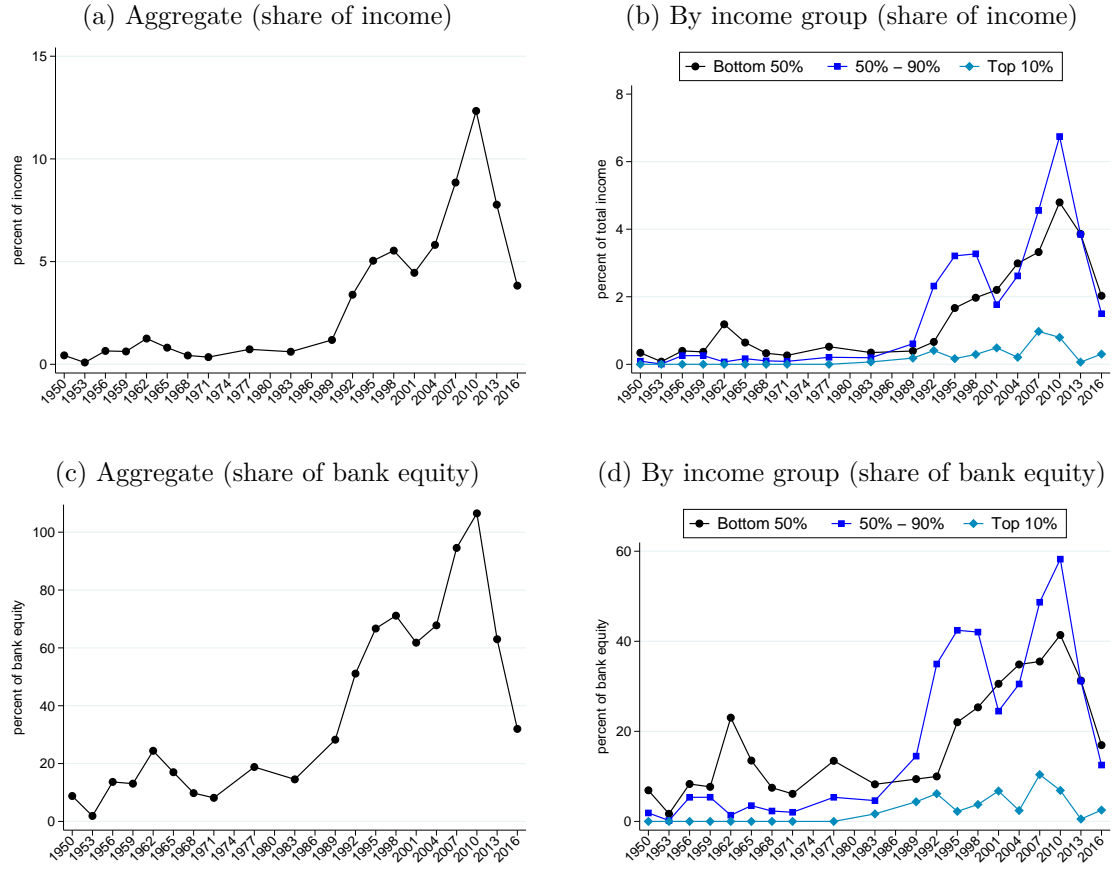 (a) Aggregate (share of income)
15
10
5
0
percent of income
1950 1953 1956 1959 1962 1965 1968 1971 1974 1977 1980 1983 1986 1989 1992 1995 1998 2001 2004 2007 2010 2013 2016
(b) By income group (share of income)
Bottom 50% 50% − 90% Top 10%
8
6
4
2
0
percent of total income
1950 1953 1956 1959 1962 1965 1968 1971 1974 1977 1980 1983 1986 1989 1992 1995 1998 2001 2004 2007 2010 2013 2016
(c) Aggregate (share of bank equity)
100
80
60
40
20
0
percent of bank equity
1950 1953 1956 1959 1962 1965 1968 1971 1974 1977 1980 1983 1986 1989 1992 1995 1998 2001 2004 2007 2010 2013 2016
(d) By income group (share of bank equity)
Bottom 50% 50% − 90% Top 10%
60
40
20
0
percent of bank equity
1950 1953 1956 1959 1962 1965 1968 1971 1974 1977 1980 1983 1986 1989 1992 1995 1998 2001 2004 2007 2010 2013 2016